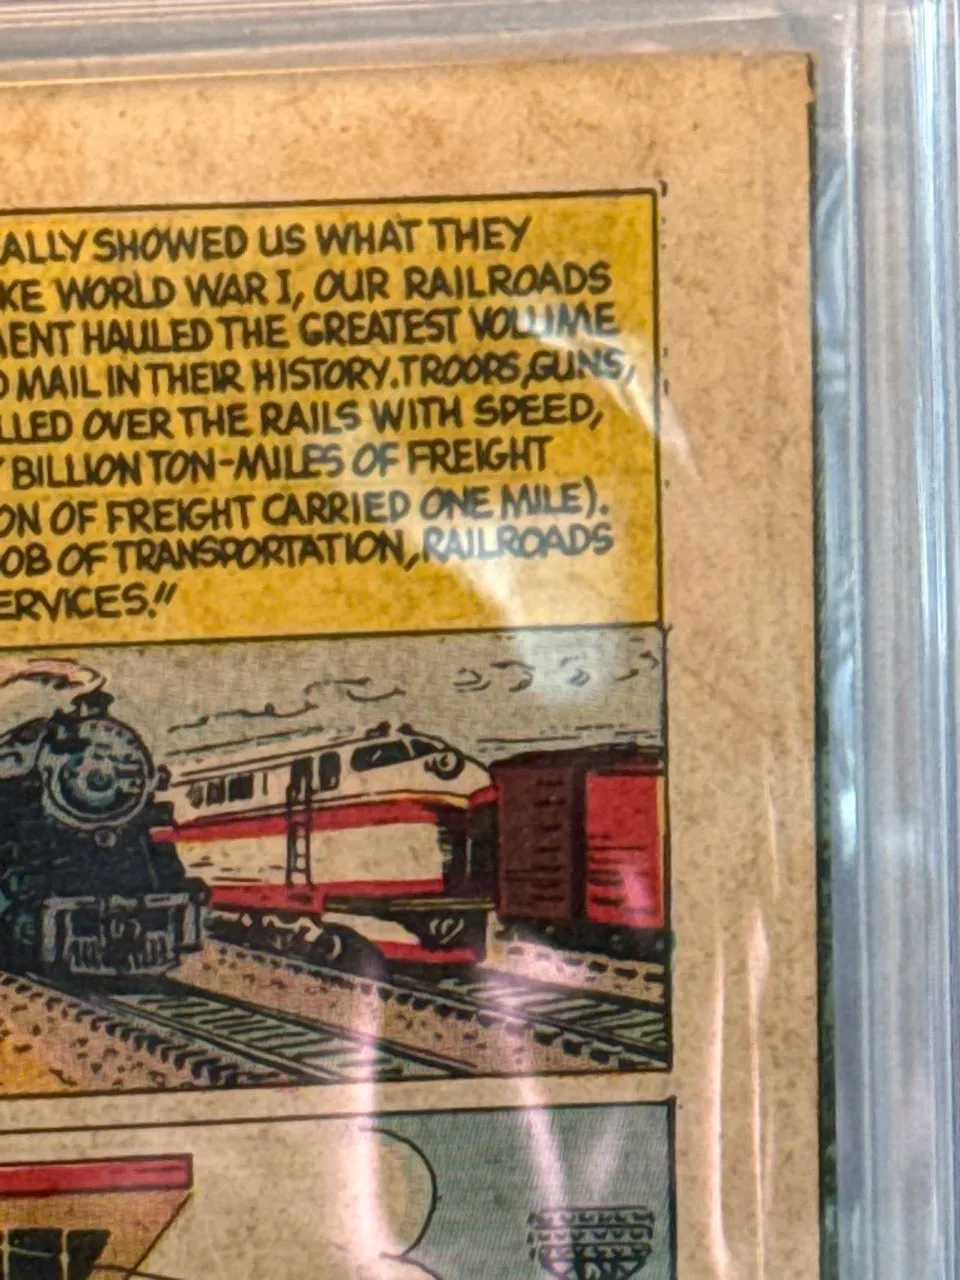 ALLY SHOWED US WHAT THEY
KE WORLD WAR I, OUR RAILROADS
MENT HAULED THE GREATEST VOLUME
D MAIL IN THEIR HISTORY. TROOPS, GUNS,
LLED OVER THE RAILS WITH SPEED,
Y BILLION TON-MILES OF FREIGHT
ON OF FREIGHT CARRIED ONE MILE).
OB OF TRANSPORTATION, RAILROADS
ERVICES."